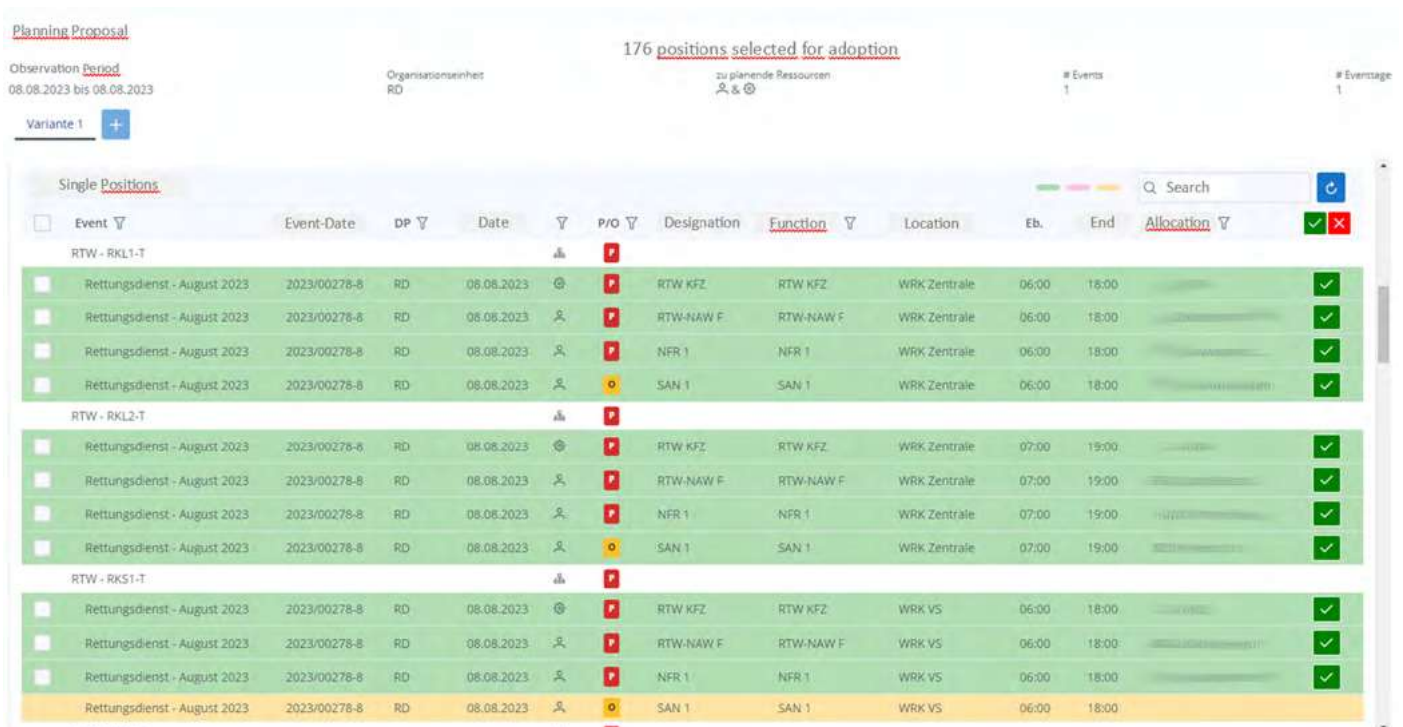 Planning Proposal
176 positions selected for adoption
Observation Period Organisationseinheit zu planende Ressourcen # Events # Eventtage
08.08.2023 bis 08.08.2023 RD & 1 1
Variante 1 +
Single Positions Search
Event Event-Date DP Date P/O Designation Function Location Eb. End Allocation
RTW - RKL1-T P
Rettungsdienst - August 2023 2023/00278-8 RD 08.08.2023 P RTW KFZ RTW KFZ WRK Zentrale 06:00 18:00
Rettungsdienst - August 2023 2023/00278-8 RD 08.08.2023 P RTW-NAW F RTW-NAW F WRK Zentrale 06:00 18:00
Rettungsdienst - August 2023 2023/00278-8 RD 08.08.2023 P NFR 1 NFR 1 WRK Zentrale 06:00 18:00
Rettungsdienst - August 2023 2023/00278-8 RD 08.08.2023 O SAN 1 SAN 1 WRK Zentrale 06:00 18:00
RTW - RKL2-T P
Rettungsdienst - August 2023 2023/00278-8 RD 08.08.2023 P RTW KFZ RTW KFZ WRK Zentrale 07:00 19:00
Rettungsdienst - August 2023 2023/00278-8 RD 08.08.2023 P RTW-NAW F RTW-NAW F WRK Zentrale 07:00 19:00
Rettungsdienst - August 2023 2023/00278-8 RD 08.08.2023 P NFR 1 NFR 1 WRK Zentrale 07:00 19:00
Rettungsdienst - August 2023 2023/00278-8 RD 08.08.2023 O SAN 1 SAN 1 WRK Zentrale 07:00 19:00
RTW - RKS1-T P
Rettungsdienst - August 2023 2023/00278-8 RD 08.08.2023 P RTW KFZ RTW KFZ WRK VS 06:00 18:00
Rettungsdienst - August 2023 2023/00278-8 RD 08.08.2023 P RTW-NAW F RTW-NAW F WRK VS 06:00 18:00
Rettungsdienst - August 2023 2023/00278-8 RD 08.08.2023 P NFR 1 NFR 1 WRK VS 06:00 18:00
Rettungsdienst - August 2023 2023/00278-8 RD 08.08.2023 O SAN 1 SAN 1 WRK VS 06:00 18:00